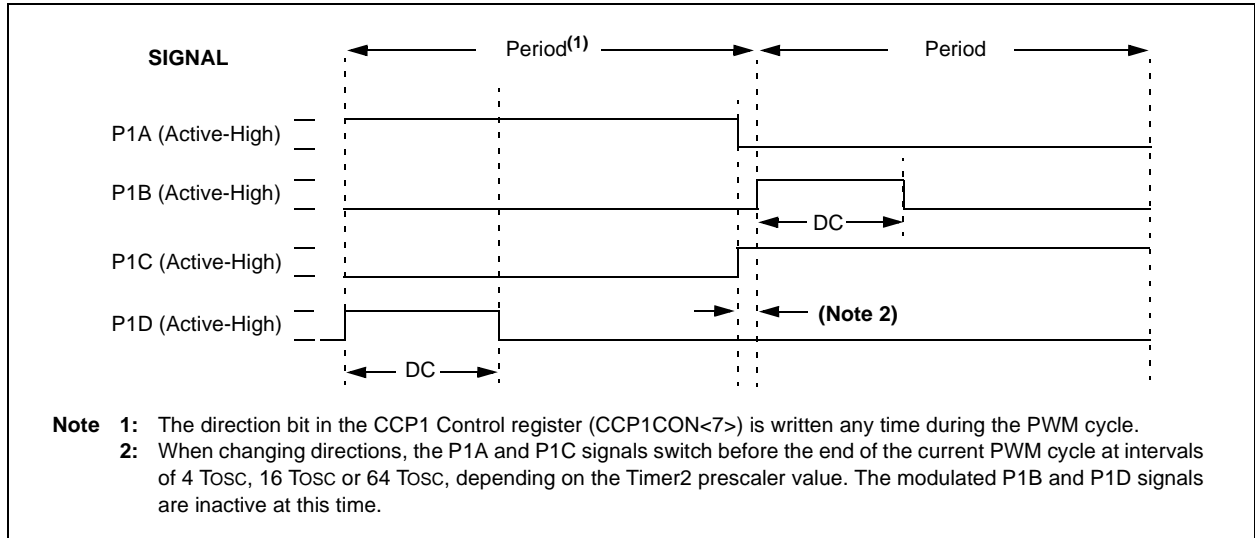 SIGNAL
Period(1)
Period
P1A (Active-High)
P1B (Active-High)
DC
P1C (Active-High)
P1D (Active-High)
(Note 2)
DC
Note 1: The direction bit in the CCP1 Control register (CCP1CON<7>) is written any time during the PWM cycle.
2: When changing directions, the P1A and P1C signals switch before the end of the current PWM cycle at intervals
of 4 TOSC, 16 TOSC or 64 TOSC, depending on the Timer2 prescaler value. The modulated P1B and P1D signals
are inactive at this time.